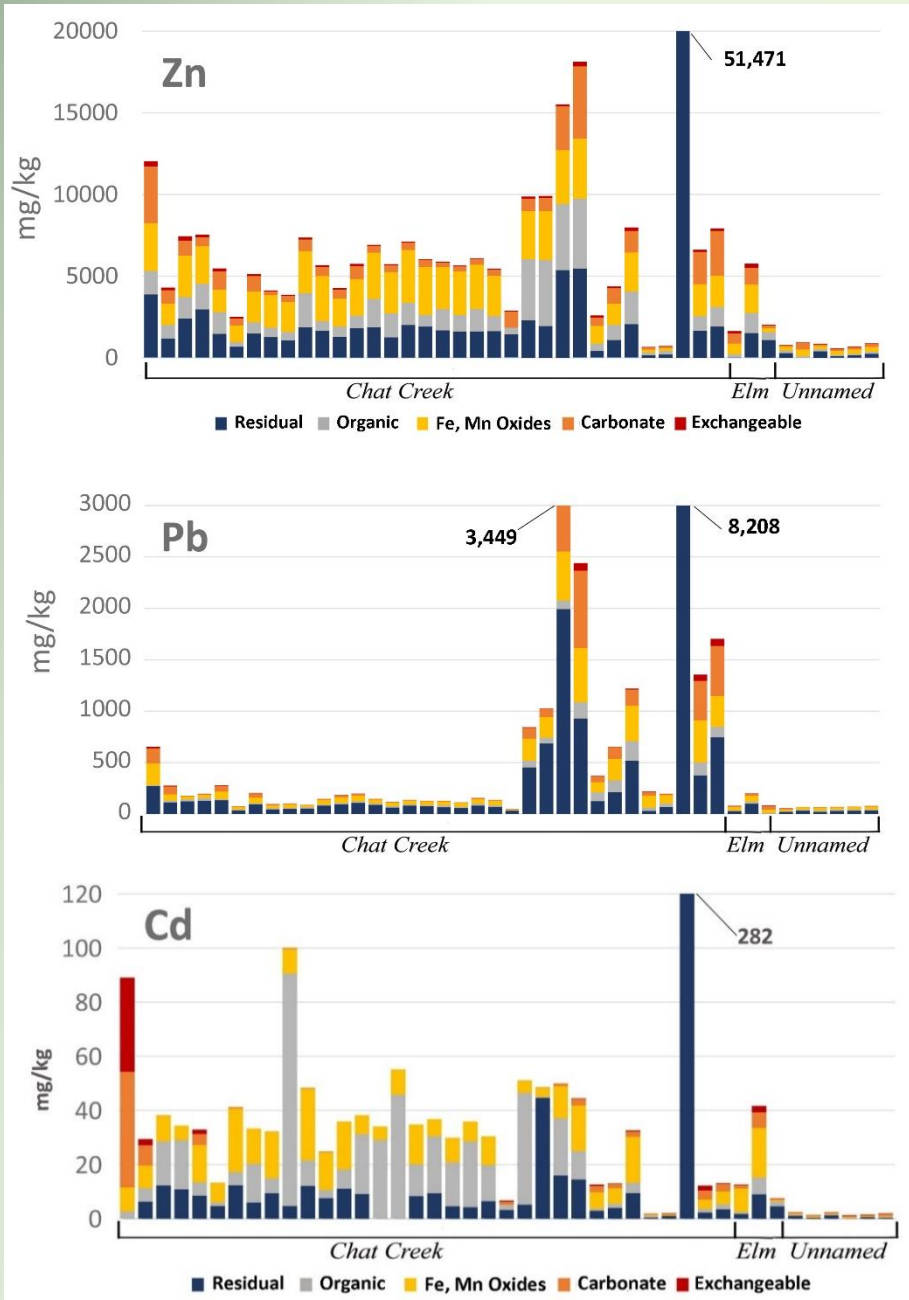 Zn
mg/kg
20000
15000
10000
5000
0
51,471
Chat Creek Elm Unnamed
Residual Organic Fe, Mn Oxides Carbonate Exchangeable
Pb
mg/kg
3000
2500
2000
1500
1000
500
0
3,449
8,208
Chat Creek Elm Unnamed
Cd
mg/kg
120
100
80
60
40
20
0
282
Chat Creek Elm Unnamed
Residual Organic Fe, Mn Oxides Carbonate Exchangeable